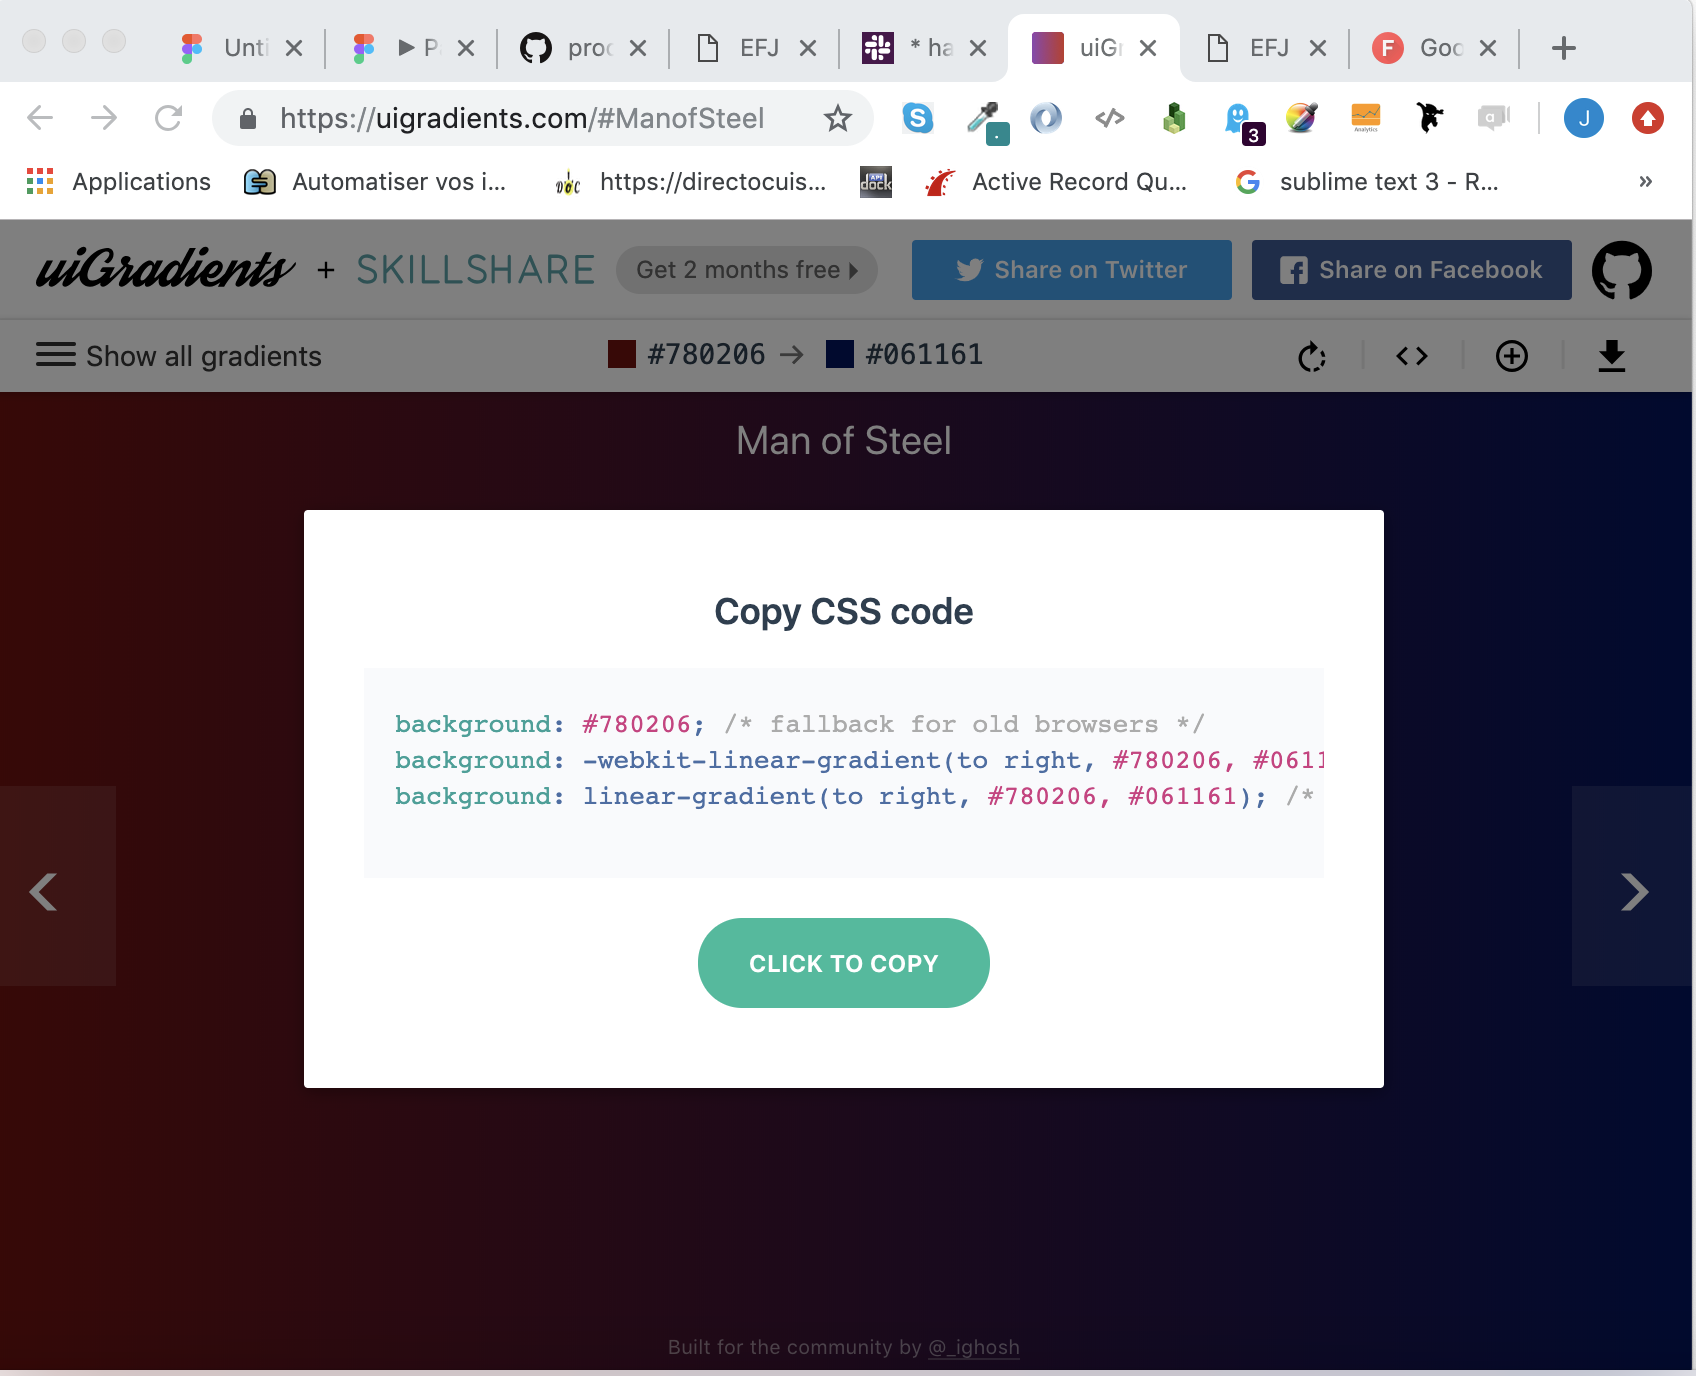 Unti
P
proc
EFJ
* ha
uiGr
EFJ
F
Goo
https://uigradients.com/#ManofSteel
S
.
3
a
Analytics
J
Applications
Automatiser vos i...
https://directocuis...
API dock
Active Record Qu...
sublime text 3 - R...
»
uiGradients + SKILLSHARE
Get 2 months free
Share on Twitter
Share on Facebook
Show all gradients
#780206 → #061161
Man of Steel
Copy CSS code
background: #780206; /* fallback for old browsers */
background: -webkit-linear-gradient(to right, #780206, #0611
background: linear-gradient(to right, #780206, #061161); /*
CLICK TO COPY
Built for the community by @_ighosh